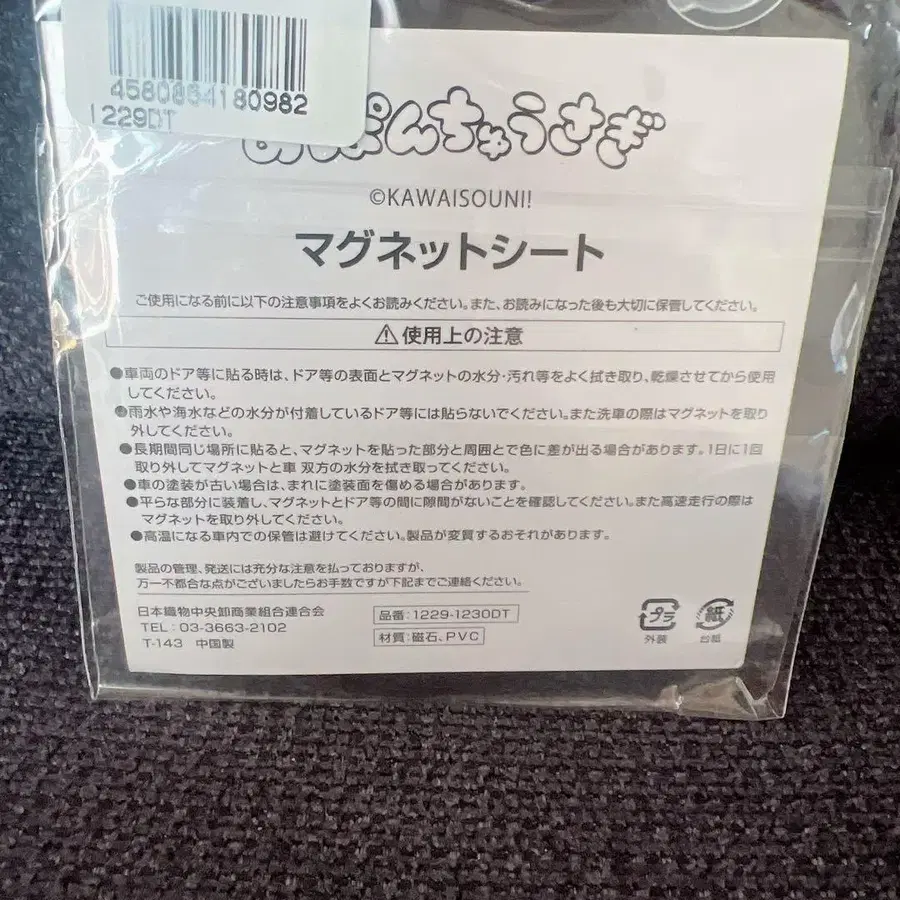 4580864180982
1229DT
ぽんちゅうさぎ
©KAWAISOUNI!
マグネットシート
ご使用になる前に以下の注意事項をよくお読みください。また、お読みになった後も大切に保管してください。
⚠使用上の注意
●車両のドア等に貼る時は、ドア等の表面とマグネットの水分・汚れ等をよく拭き取り、乾燥させてから使用
してください。
●雨水や海水などの水分が付着しているドア等には貼らないでください。また洗車の際はマグネットを取り
外してください。
●長期間同じ場所に貼ると、マグネットを貼った部分と周囲とで色に差が出る場合があります。1日に1回
取り外してマグネットと車 双方の水分を拭き取ってください。
●車の塗装が古い場合は、まれに塗装面を傷める場合があります。
●平らな部分に装着し、マグネットとドア等の間に隙間がないことを確認してください。また高速走行の際は
マグネットを取り外してください。
●高温になる車内での保管は避けてください。製品が変質するおそれがあります。
製品の管理、発送には充分な注意を払っておりますが、
万一不都合な点がございましたらお手数ですが下記までご連絡ください。
日本織物中央卸商業組合連合会
TEL：03-3663-2102
T-143 中国製
品番：1229-1230DT
材質：磁石、PVC
プラ
外装
紙
台紙